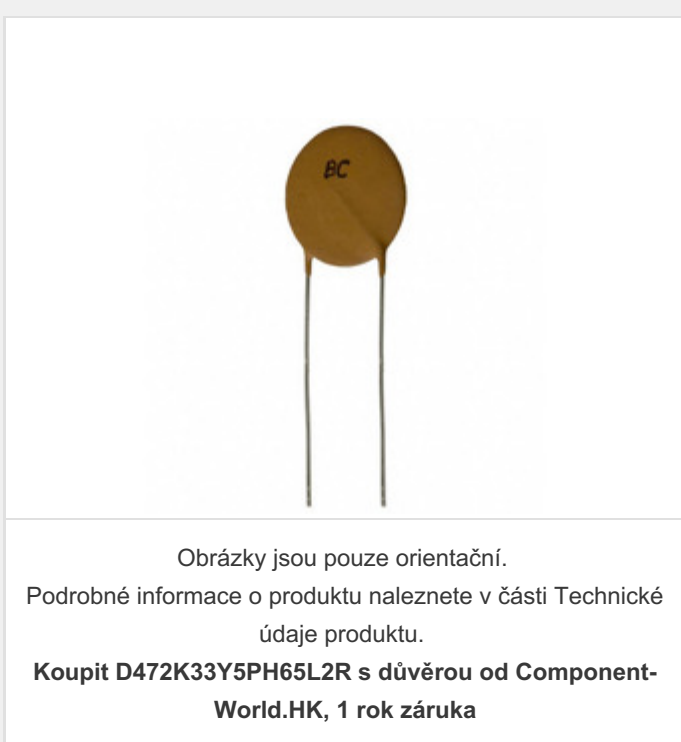 BC
Obrázky jsou pouze orientační.
Podrobné informace o produktu naleznete v části Technické
údaje produktu.
Koupit D472K33Y5PH65L2R s důvěrou od Component-
World.HK, 1 rok záruka